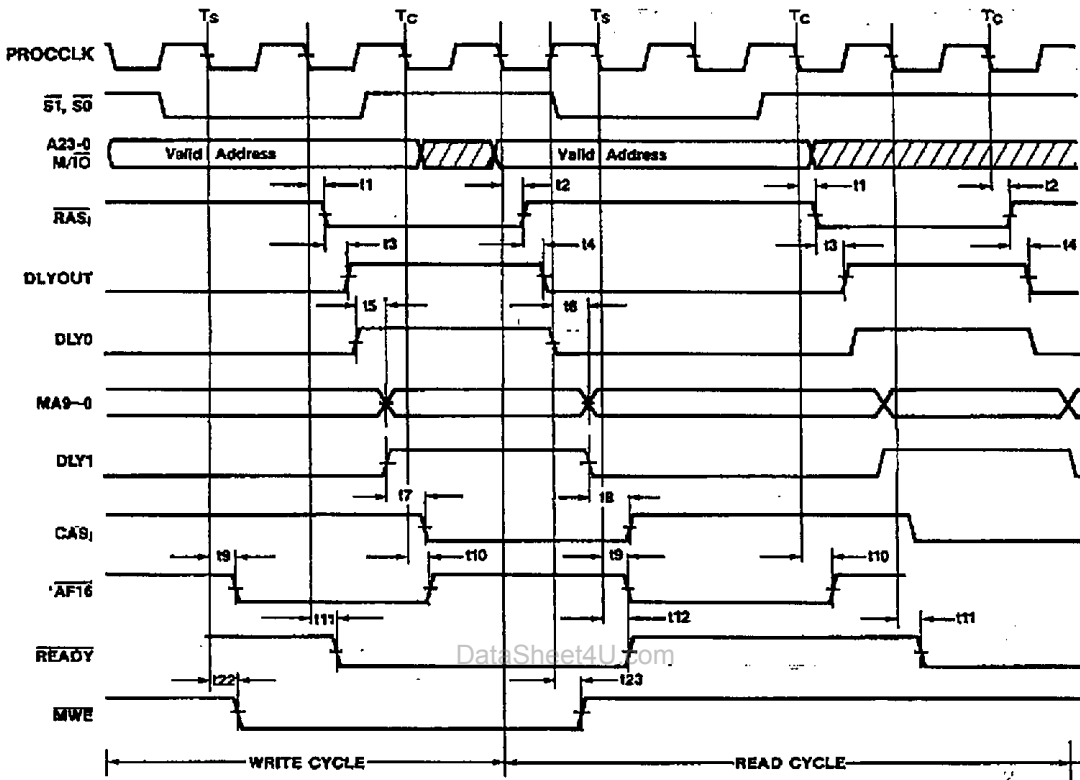 Ts Tc Ts Tc Tc
PROCCLK
S1, S0
A23-0
M/IO
Valid Address Valid Address
t1 t2 t1 t2
RASi
t3 t4 t3 t4
DLYOUT
t5 t6
DLY0
MA9-0
DLY1
t7 t8
CASi
t9 t10 t9 t10
AF16
t11 t12 t11
READY
DataSheet4U.com
t22 t23
MWE
WRITE CYCLE READ CYCLE